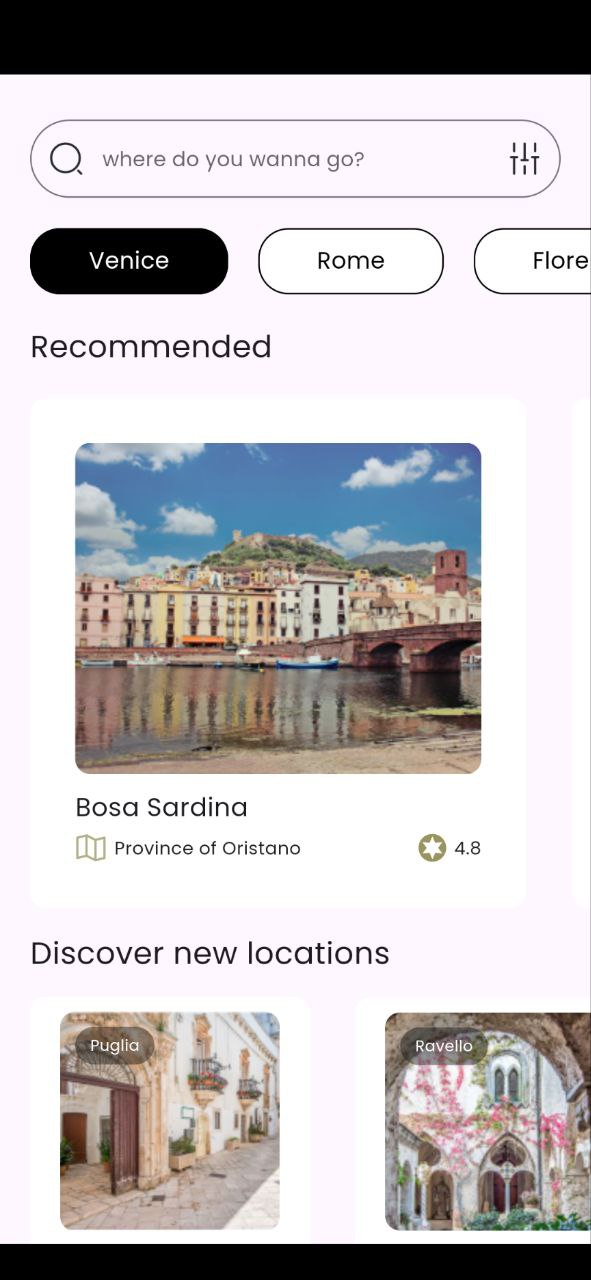 where do you wanna go?
Venice Rome Flore
Recommended
Bosa Sardina
Province of Oristano 4.8
Discover new locations
Puglia Ravello